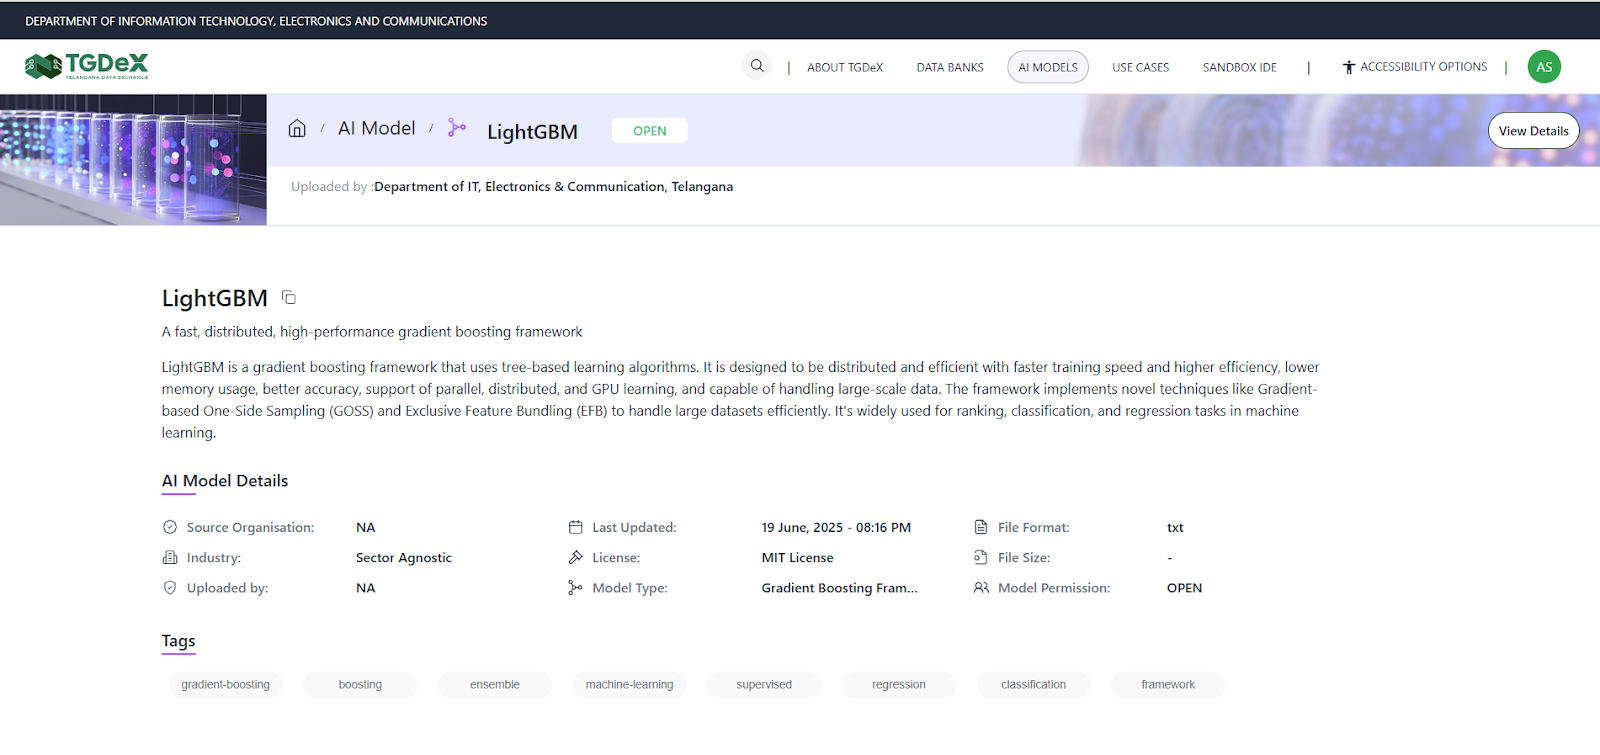 DEPARTMENT OF INFORMATION TECHNOLOGY, ELECTRONICS AND COMMUNICATIONS
TGDeX
TELANGANA DATA EXCHANGE
| ABOUT TGDeX DATA BANKS AI MODELS USE CASES SANDBOX IDE | ACCESSIBILITY OPTIONS | AS
/ AI Model / LightGBM OPEN View Details
Uploaded by :Department of IT, Electronics & Communication, Telangana
LightGBM
A fast, distributed, high-performance gradient boosting framework
LightGBM is a gradient boosting framework that uses tree-based learning algorithms. It is designed to be distributed and efficient with faster training speed and higher efficiency, lower
memory usage, better accuracy, support of parallel, distributed, and GPU learning, and capable of handling large-scale data. The framework implements novel techniques like Gradient-
based One-Side Sampling (GOSS) and Exclusive Feature Bundling (EFB) to handle large datasets efficiently. It's widely used for ranking, classification, and regression tasks in machine
learning.
AI Model Details
Source Organisation: NA Last Updated: 19 June, 2025 - 08:16 PM File Format: txt
Industry: Sector Agnostic License: MIT License File Size: -
Uploaded by: NA Model Type: Gradient Boosting Fram... Model Permission: OPEN
Tags
gradient-boosting boosting ensemble machine-learning supervised regression classification framework